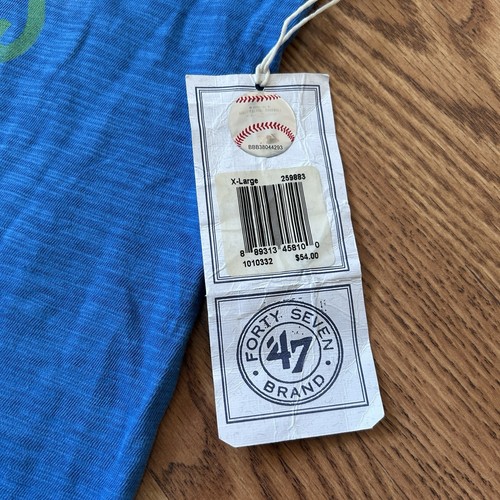 BBB38044293
X-Large 259883
8 89313 45810 0
1010332 $54.00
FORTY SEVEN
'47
BRAND